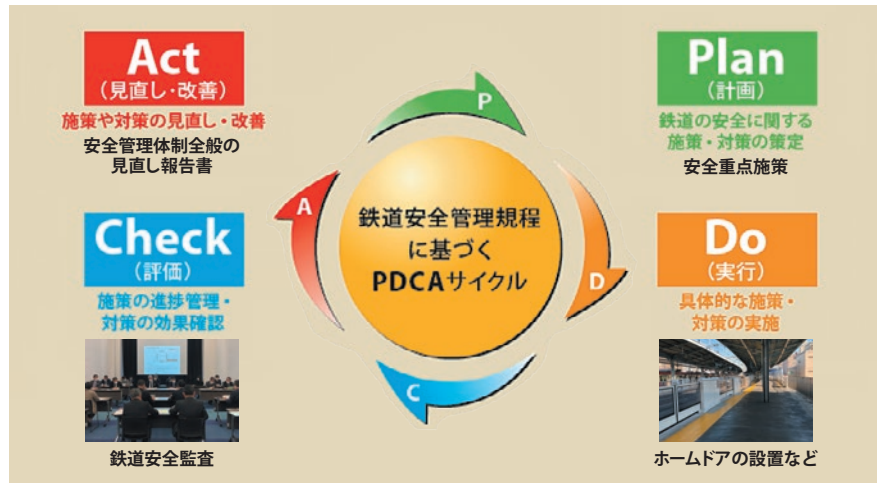 Act
(見直し・改善)
施策や対策の見直し・改善
安全管理体制全般の
見直し報告書
Plan
(計画)
鉄道の安全に関する
施策・対策の策定
安全重点施策
P
A
D
C
鉄道安全管理規程
に基づく
PDCAサイクル
Check
(評価)
施策の進捗管理・
対策の効果確認
鉄道安全監査
Do
(実行)
具体的な施策・
対策の実施
ホームドアの設置など